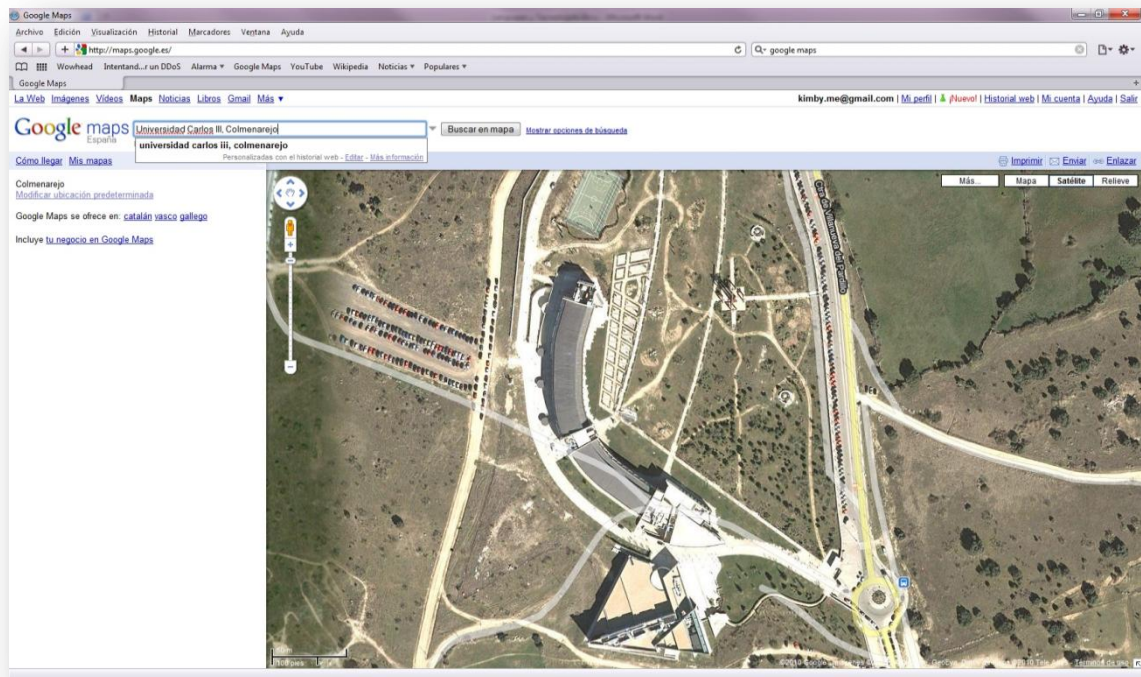 Google Maps
Archivo Edición Visualización Historial Marcadores Ventana Ayuda
http://maps.google.es/
google maps
Wowhead Intentand...r un DDoS Alarma Google Maps YouTube Wikipedia Noticias Populares
Google Maps
La Web Imágenes Vídeos Maps Noticias Libros Gmail Más
kimby.me@gmail.com | Mi perfil | ¡Nuevo! | Historial web | Mi cuenta | Ayuda | Salir
Google maps
España
Universidad Carlos III, Colmenarejo
Buscar en mapa
Mostrar opciones de búsqueda
universidad carlos iii, colmenarejo
Personalizadas con el historial web - Editar - Más información
Cómo llegar Mis mapas
Imprimir Enviar Enlazar
Colmenarejo
Modificar ubicación predeterminada
Google Maps se ofrece en: catalán vasco gallego
Incluye tu negocio en Google Maps
Más... Mapa Satélite Relieve
Ctra de Villanueva del Pardillo
100 pies
©2010 Google
Términos de uso